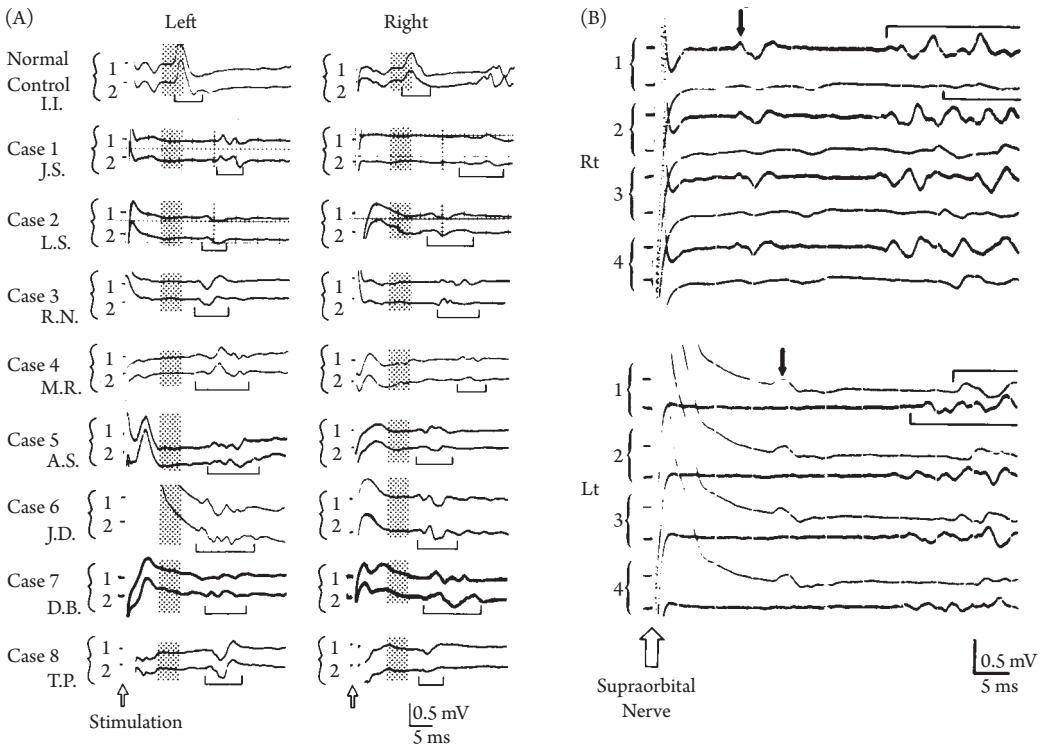 (A)
Left
Right
Normal
Control
I.I.
1
2
1
2
Case 1
J.S.
1
2
1
2
Case 2
L.S.
1
2
1
2
Case 3
R.N.
1
2
1
2
Case 4
M.R.
1
2
1
2
Case 5
A.S.
1
2
1
2
Case 6
J.D.
1
2
1
2
Case 7
D.B.
1
2
1
2
Case 8
T.P.
1
2
1
2
Stimulation
0.5 mV
5 ms
(B)
Rt
1
2
3
4
Lt
1
2
3
4
Supraorbital
Nerve
0.5 mV
5 ms